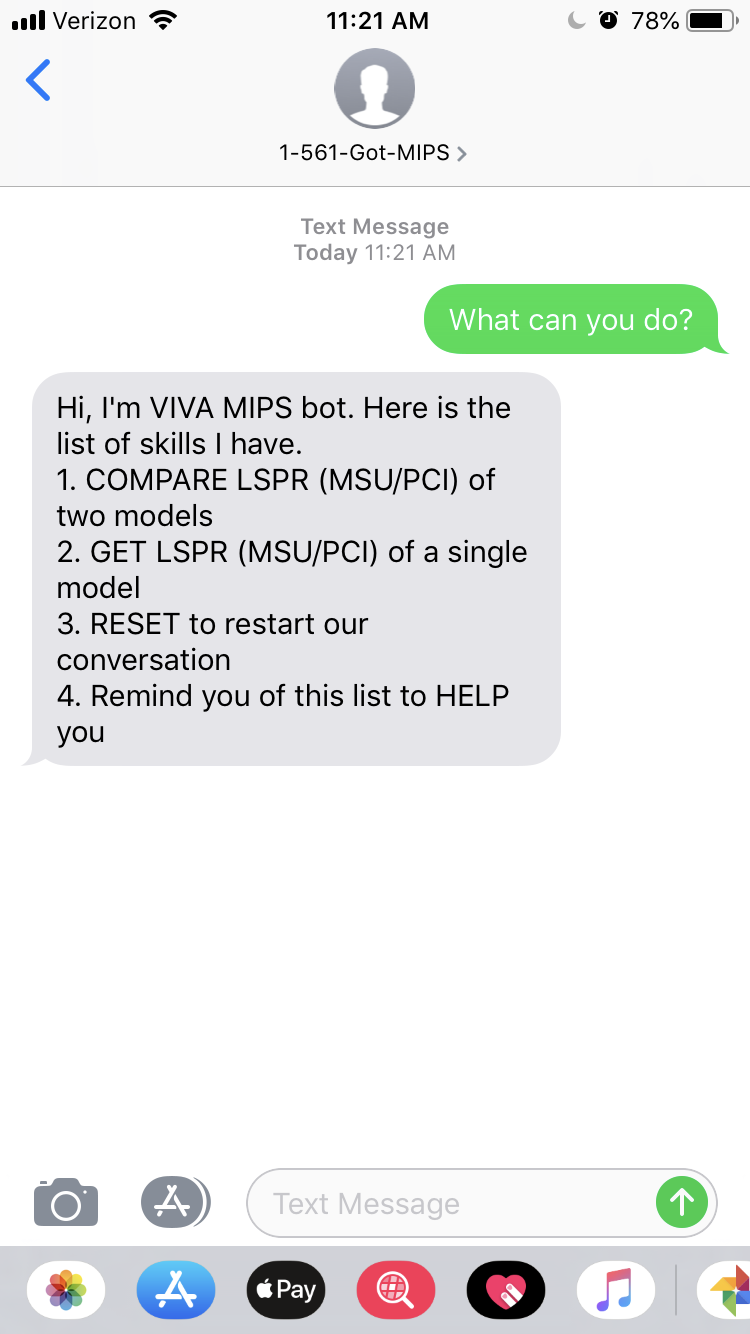 Verizon 11:21 AM 78%
1-561-Got-MIPS
Text Message
Today 11:21 AM
What can you do?
Hi, I'm VIVA MIPS bot. Here is the
list of skills I have.
1. COMPARE LSPR (MSU/PCI) of
two models
2. GET LSPR (MSU/PCI) of a single
model
3. RESET to restart our
conversation
4. Remind you of this list to HELP
you
Text Message
Pay